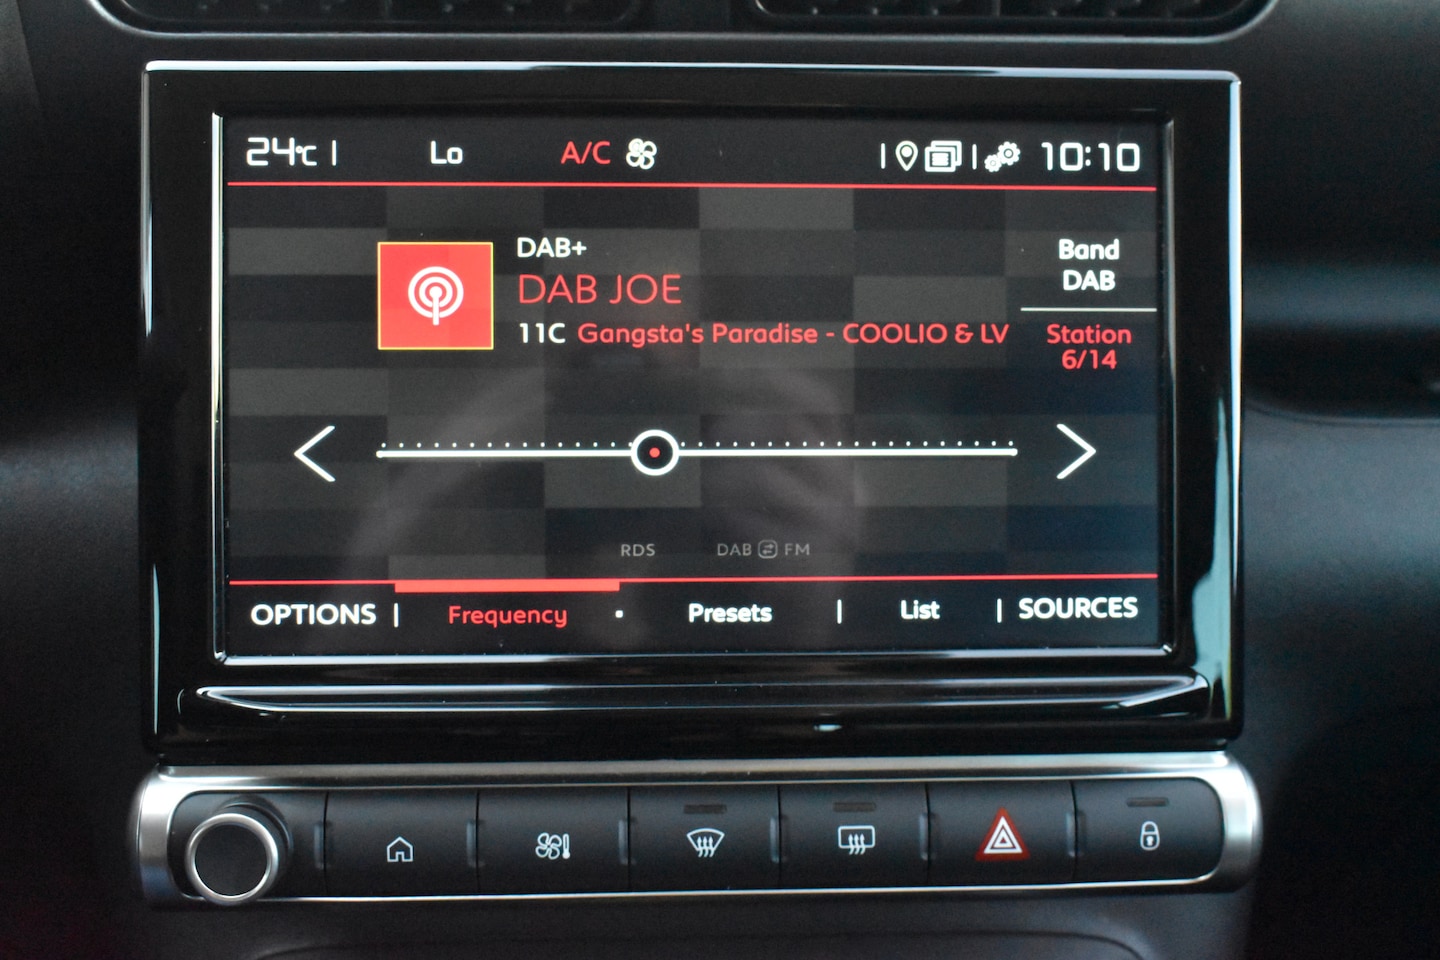 24°C Lo A/C 10:10
DAB+
DAB JOE
11C Gangsta's Paradise - COOLIO & LV
Band
DAB
Station
6/14
RDS DAB FM
OPTIONS Frequency Presets List SOURCES